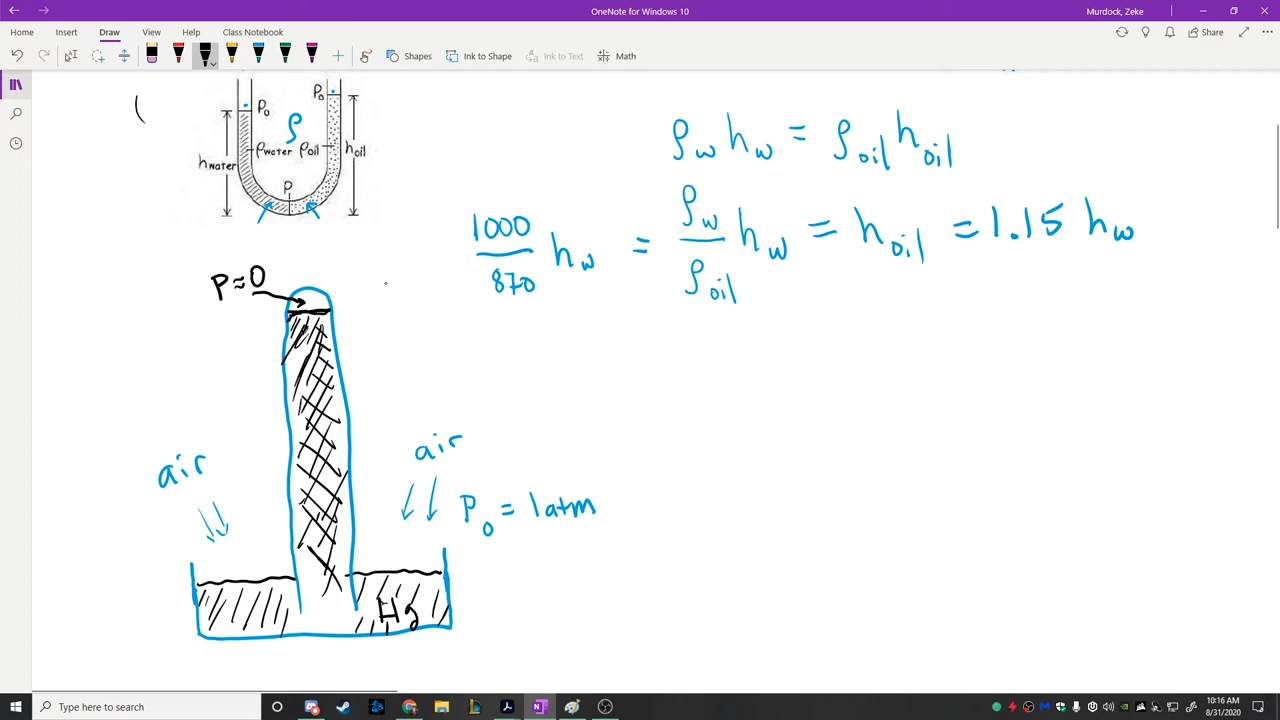 OneNote for Windows 10
Murdock, Zeke
Home Insert Draw View Help Class Notebook
Share
Shapes Ink to Shape Ink to Text Math
P₀ P₀
ρ
hwater ρwater ρoil hoil
P
ρw hw = ρoil hoil
1000/870 hw = ρw/ρoil hw = hoil = 1.15 hw
P≈0
air air
P₀ = 1atm
Hg
Type here to search
10:16 AM
8/31/2020